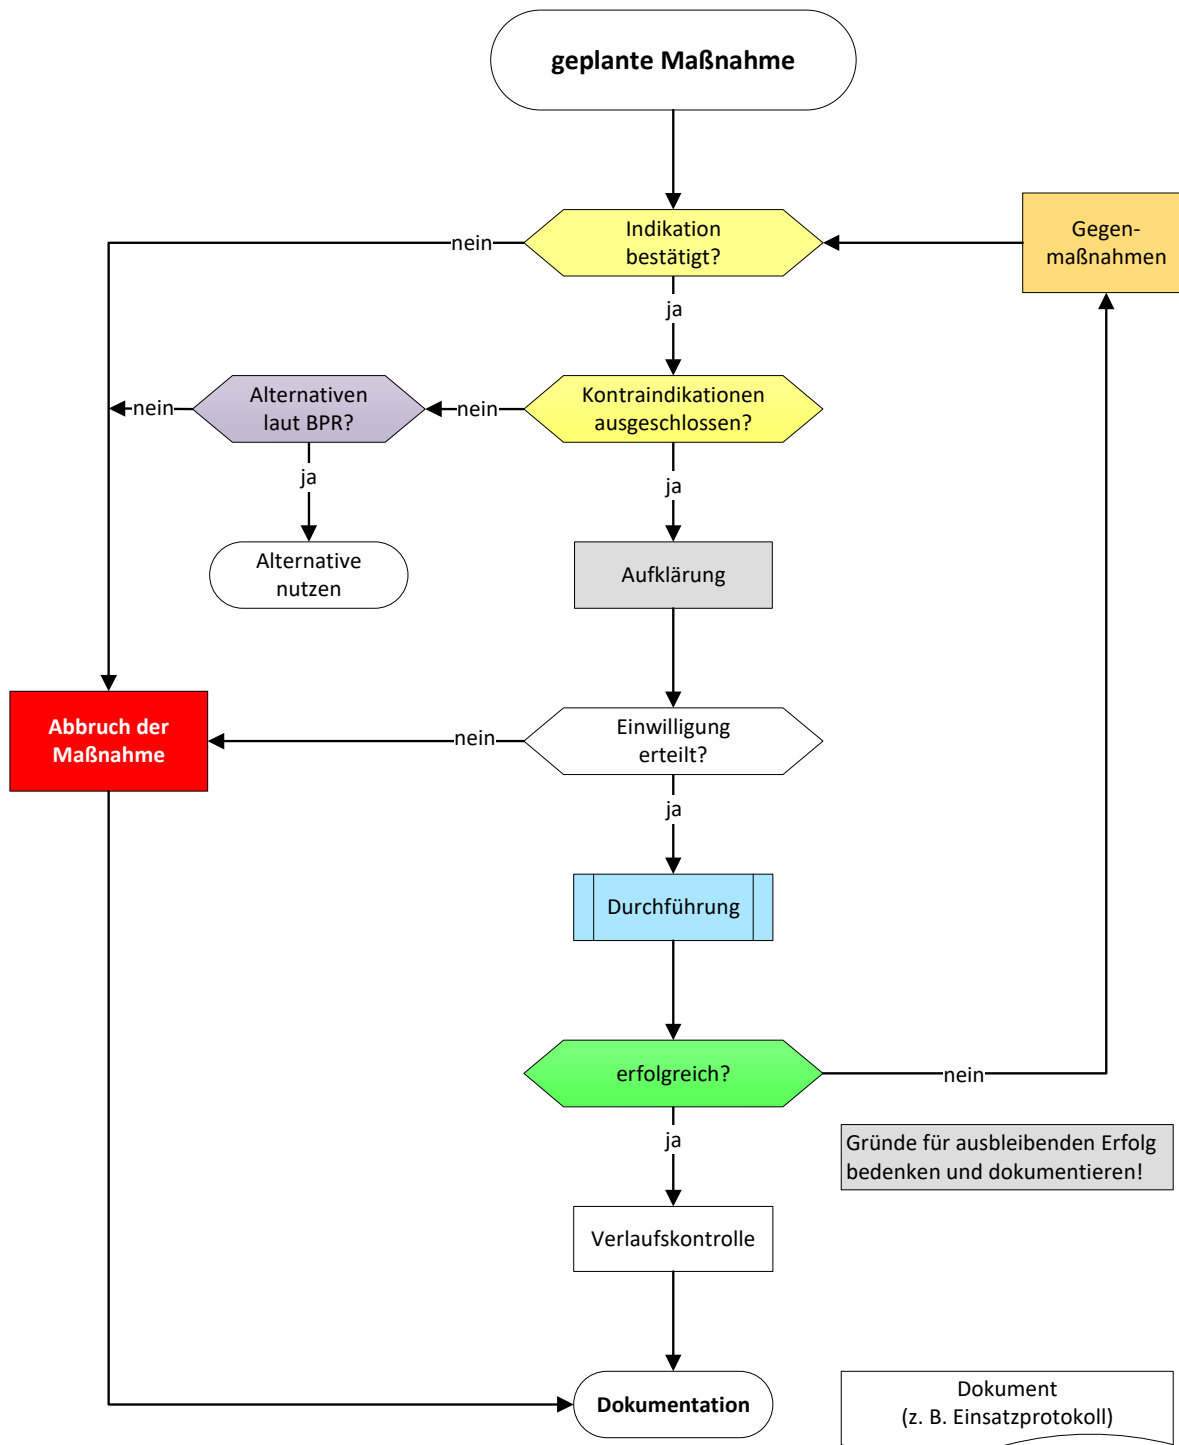 geplante Maßnahme
Indikation
bestätigt?
nein
Gegen-
maßnahmen
ja
Kontraindikationen
ausgeschlossen?
nein
Alternativen
laut BPR?
nein
ja
Alternative
nutzen
ja
Aufklärung
Einwilligung
erteilt?
nein
Abbruch der
Maßnahme
ja
Durchführung
erfolgreich?
nein
ja
Gründe für ausbleibenden Erfolg
bedenken und dokumentieren!
Verlaufskontrolle
Dokumentation
Dokument
(z. B. Einsatzprotokoll)